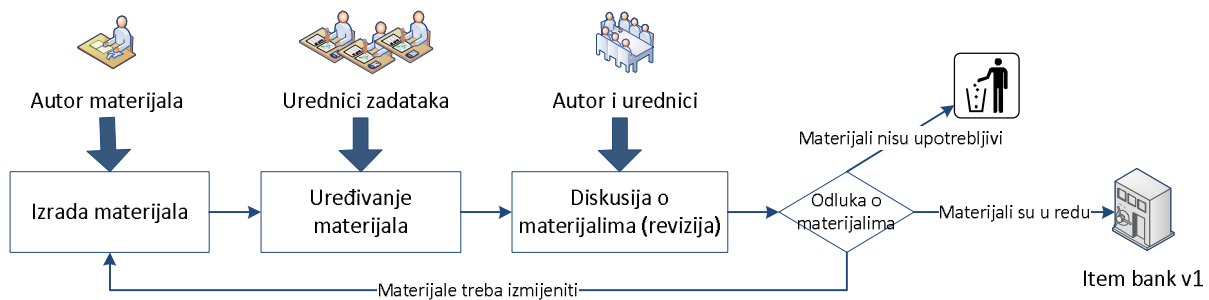 Autor materijala
Urednici zadataka
Autor i urednici
Materijali nisu upotrebljivi
Izrada materijala
Uređivanje
materijala
Diskusija o
materijalima (revizija)
Odluka o
materijalima
Materijali su u redu
Materijale treba izmijeniti
Item bank v1